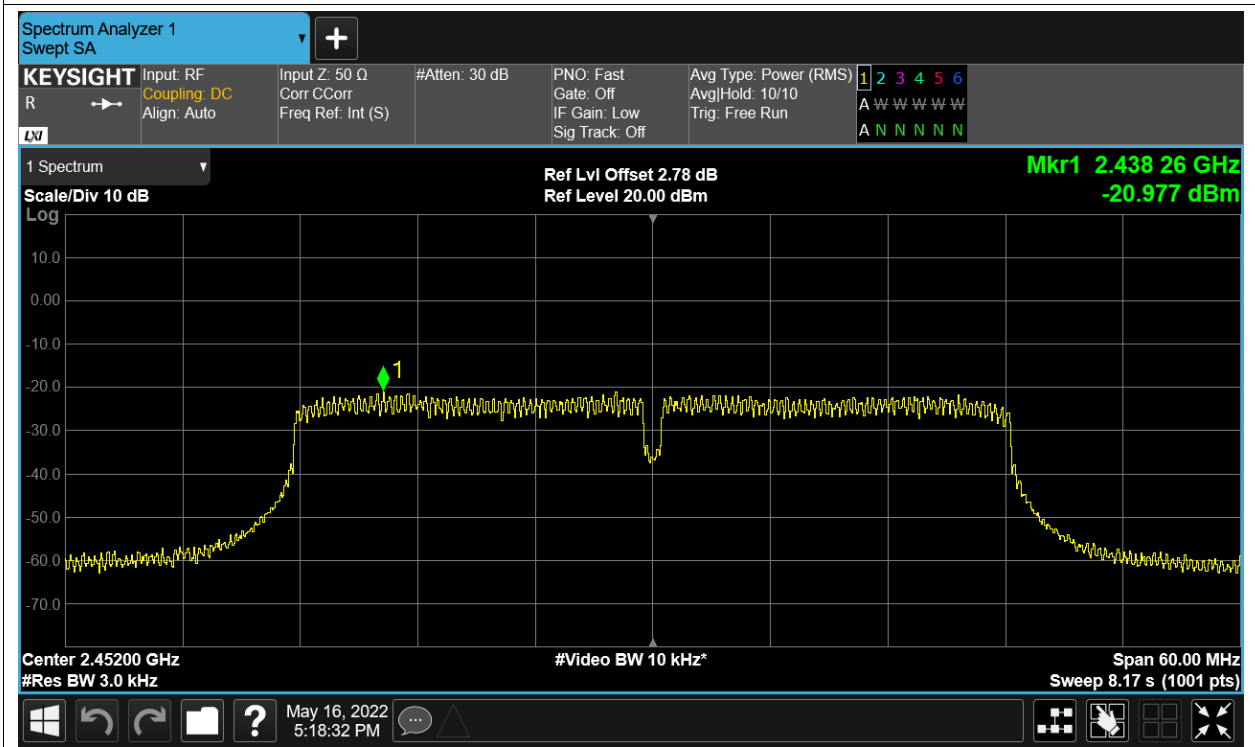 Spectrum Analyzer 1
Swept SA
+
KEYSIGHT
R
LXI
Input: RF
Coupling: DC
Align: Auto
Input Z: 50 Ω
Corr CCorr
Freq Ref: Int (S)
#Atten: 30 dB
PNO: Fast
Gate: Off
IF Gain: Low
Sig Track: Off
Avg Type: Power (RMS)
Avg|Hold: 10/10
Trig: Free Run
1 2 3 4 5 6
A W W W W W
A N N N N N
1 Spectrum
Scale/Div 10 dB
Log
Ref Lvl Offset 2.78 dB
Ref Level 20.00 dBm
Mkr1 2.438 26 GHz
-20.977 dBm
10.0
0.00
-10.0
1
-20.0
-30.0
-40.0
-50.0
-60.0
-70.0
Center 2.45200 GHz
#Res BW 3.0 kHz
#Video BW 10 kHz*
Span 60.00 MHz
Sweep 8.17 s (1001 pts)
?
May 16, 2022
5:18:32 PM